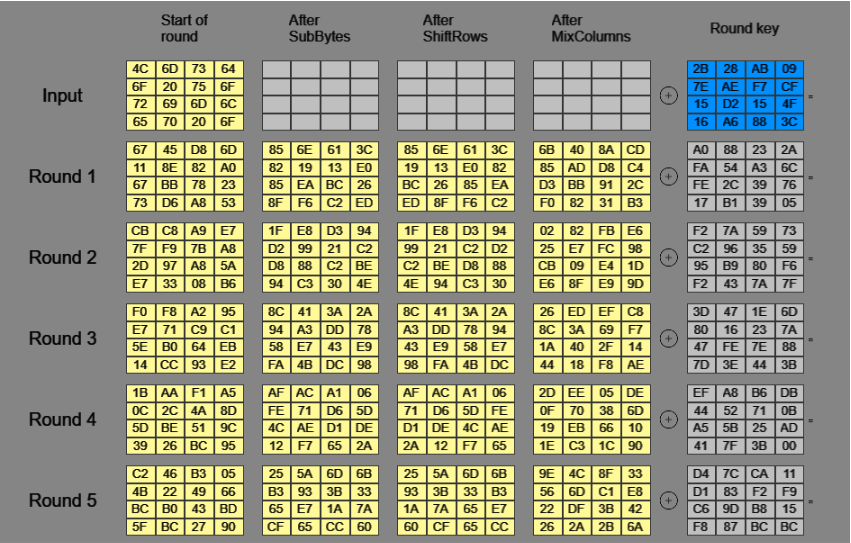 Start of After After After Round key
round SubBytes ShiftRows MixColumns
4C 6D 73 64 2B 28 AB 09
Input 6F 20 75 6F 7E AE F7 CF
72 69 6D 6C + 15 D2 15 4F =
65 70 20 6F 16 A6 88 3C
67 45 D8 6D 85 6E 61 3C 85 6E 61 3C 6B 40 8A CD A0 88 23 2A
Round 1 11 8E 82 A0 82 19 13 E0 19 13 E0 82 85 AD D8 C4 FA 54 A3 6C
67 BB 78 23 85 EA BC 26 BC 26 85 EA D3 BB 91 2C + FE 2C 39 76 =
73 D6 A8 53 8F F6 C2 ED ED 8F F6 C2 F0 82 31 B3 17 B1 39 05
CB C8 A9 E7 1F E8 D3 94 1F E8 D3 94 02 82 FB E6 F2 7A 59 73
Round 2 7F F9 7B A8 D2 99 21 C2 99 21 C2 D2 25 E7 FC 98 C2 96 35 59
2D 97 A8 5A D8 88 C2 BE C2 BE D8 88 CB 09 E4 1D + 95 B9 80 F6 =
E7 33 08 B6 94 C3 30 4E 4E 94 C3 30 E6 8F E9 9D F2 43 7A 7F
F0 F8 A2 95 8C 41 3A 2A 8C 41 3A 2A 26 ED EF C8 3D 47 1E 6D
Round 3 E7 71 C9 C1 94 A3 DD 78 A3 DD 78 94 8C 3A 69 F7 80 16 23 7A
5E B0 64 EB 58 E7 43 E9 43 E9 58 E7 1A 40 2F 14 + 47 FE 7E 88 =
14 CC 93 E2 FA 4B DC 98 98 FA 4B DC 44 18 F8 AE 7D 3E 44 3B
1B AA F1 A5 AF AC A1 06 AF AC A1 06 2D EE 05 DE EF A8 B6 DB
Round 4 0C 2C 4A 8D FE 71 D6 5D 71 D6 5D FE 0F 70 38 6D 44 52 71 0B
5D BE 51 9C 4C AE D1 DE D1 DE 4C AE 19 EB 66 10 + A5 5B 25 AD =
39 26 BC 95 12 F7 65 2A 2A 12 F7 65 1E C3 1C 90 41 7F 3B 00
C2 46 B3 05 25 5A 6D 6B 25 5A 6D 6B 9E 4C 8F 33 D4 7C CA 11
Round 5 4B 22 49 66 B3 93 3B 33 93 3B 33 B3 56 6D C1 E8 D1 83 F2 F9
BC B0 43 BD 65 E7 1A 7A 1A 7A 65 E7 22 DF 3B 42 + C6 9D B8 15 =
5F BC 27 90 CF 65 CC 60 60 CF 65 CC 26 2A 2B 6A F8 87 BC BC